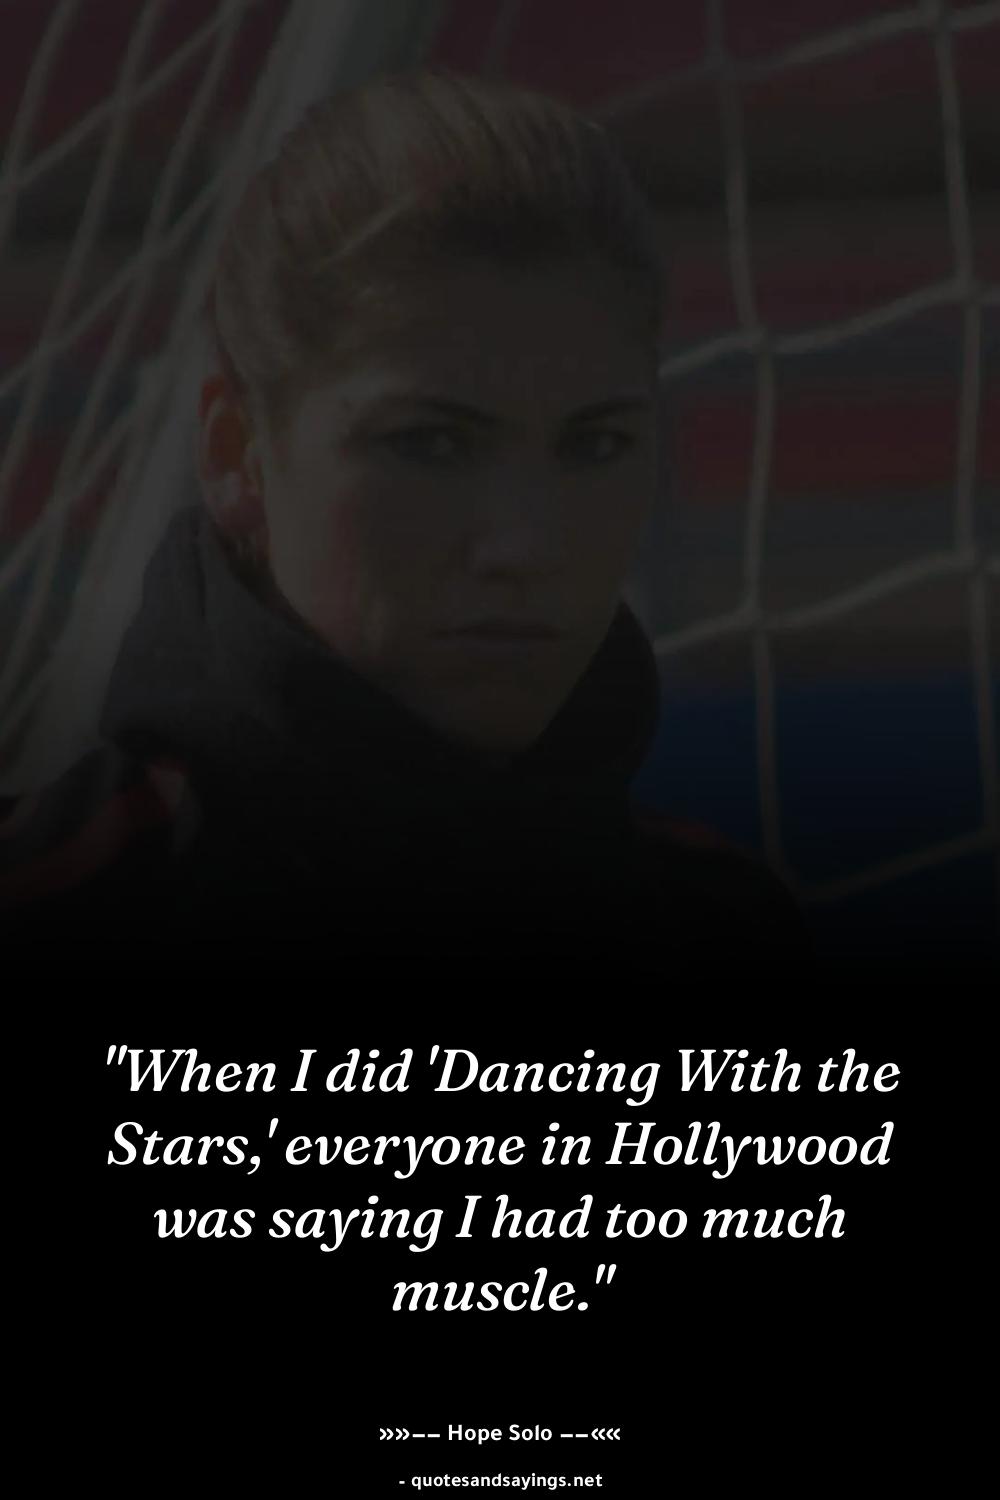 "When I did 'Dancing With the
Stars,' everyone in Hollywood
was saying I had too much
muscle."
»»—— Hope Solo ——««
- quotesandsayings.net